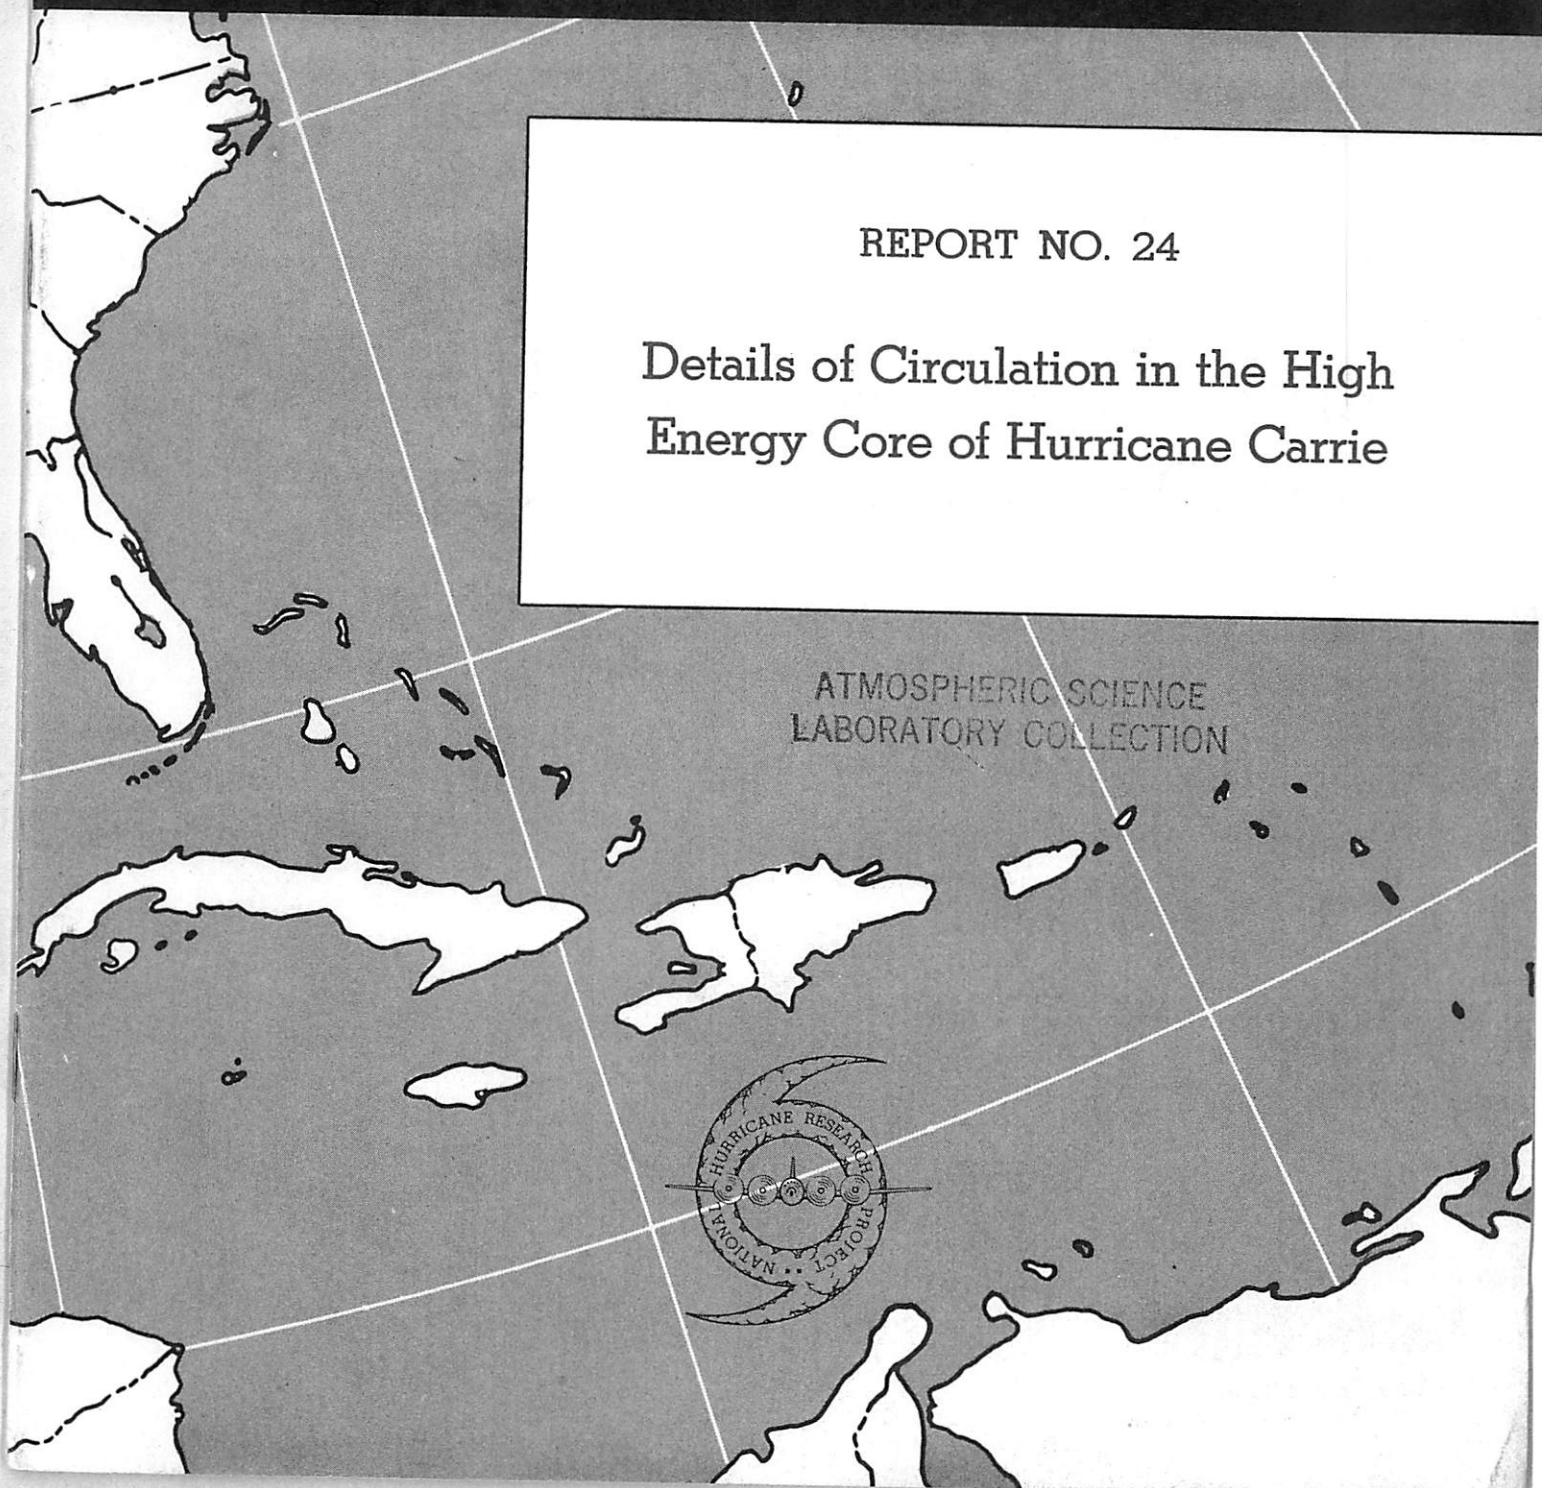 REPORT NO. 24
Details of Circulation in the High
Energy Core of Hurricane Carrie
ATMOSPHERIC SCIENCE
LABORATORY COLLECTION
NATIONAL HURRICANE RESEARCH PROJECT